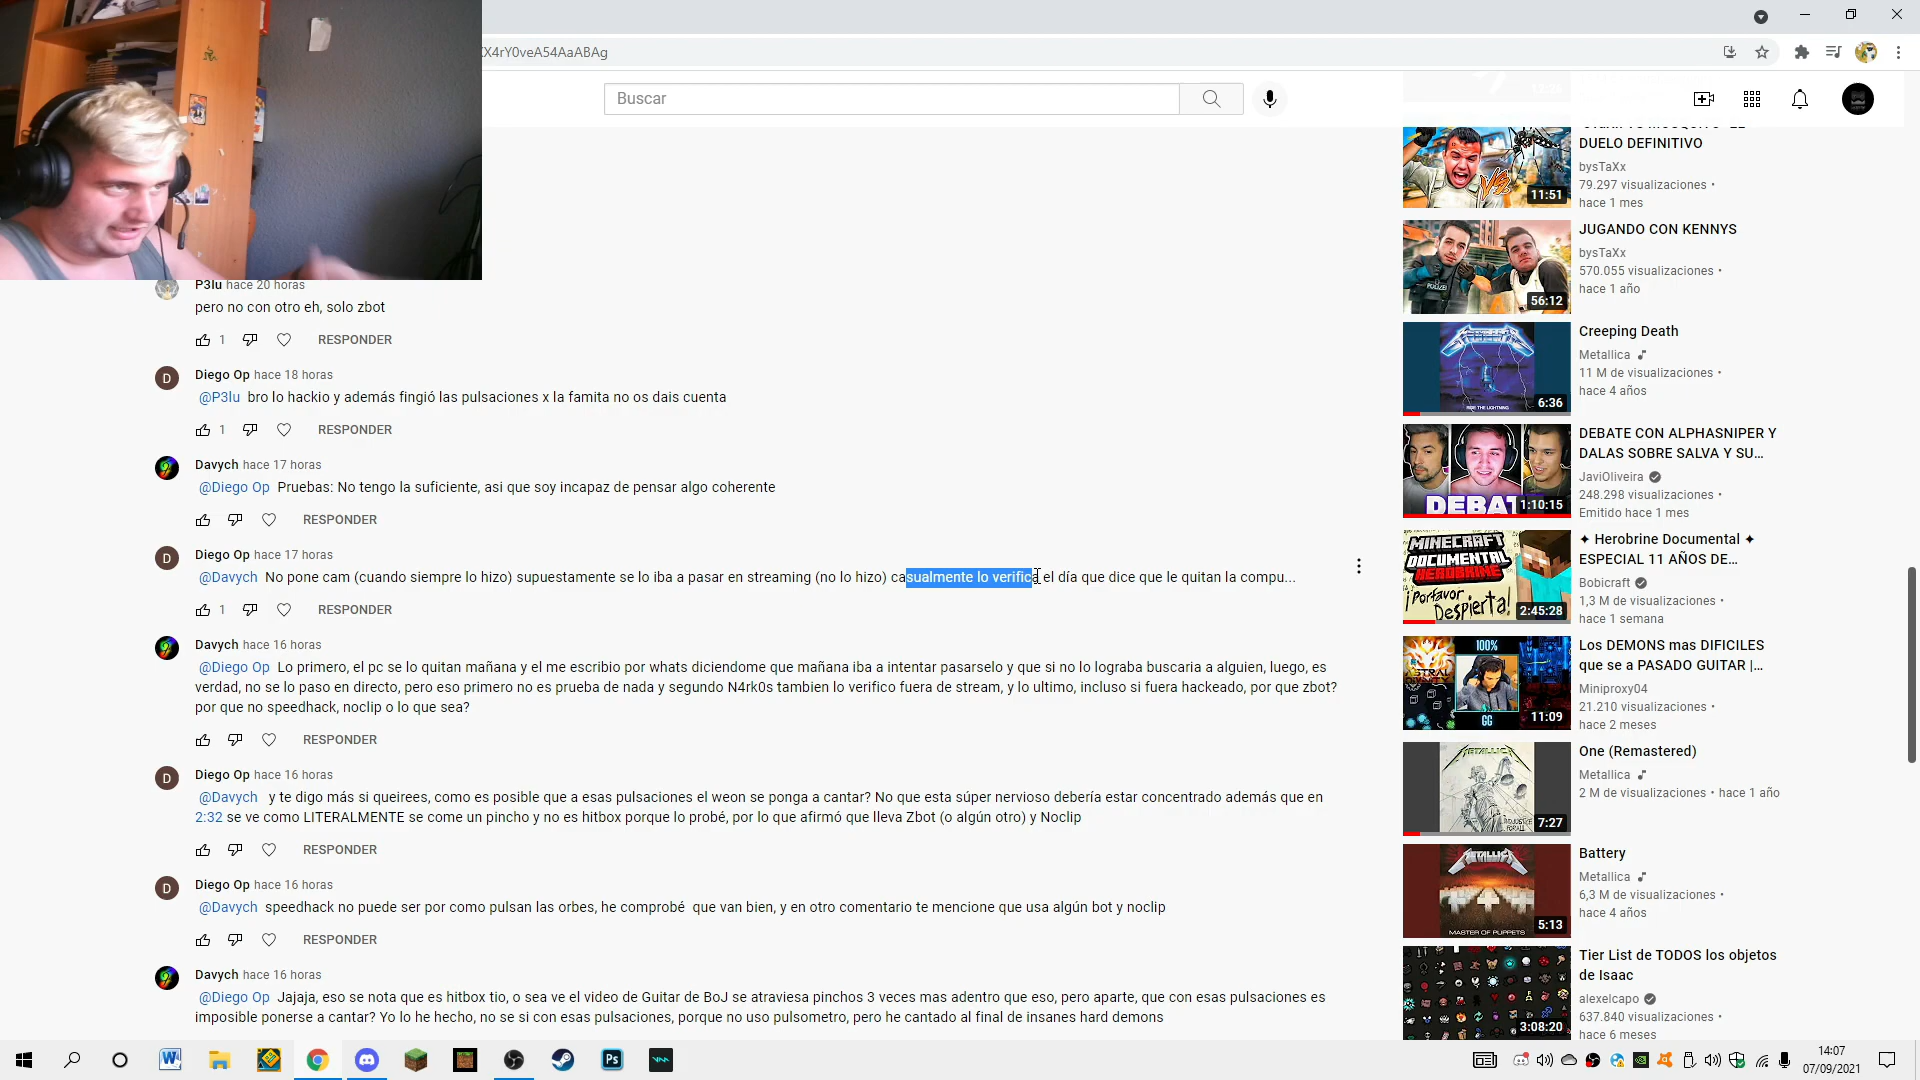 X4rY0veA54AaABAg
Buscar
P3lu hace 20 horas
pero no con otro eh, solo zbot
1 RESPONDER
D
Diego Op hace 18 horas
@P3lu bro lo hackio y además fingió las pulsaciones x la famita no os dais cuenta
1 RESPONDER
Davych hace 17 horas
@Diego Op Pruebas: No tengo la suficiente, asi que soy incapaz de pensar algo coherente
RESPONDER
D
Diego Op hace 17 horas
@Davych No pone cam (cuando siempre lo hizo) supuestamente se lo iba a pasar en streaming (no lo hizo) casualmente lo verifica el día que dice que le quitan la compu...
1 RESPONDER
Davych hace 16 horas
@Diego Op Lo primero, el pc se lo quitan mañana y el me escribio por whats diciendome que mañana iba a intentar pasarselo y que si no lo lograba buscaria a alguien, luego, es
verdad, no se lo paso en directo, pero eso primero no es prueba de nada y segundo N4rk0s tambien lo verifico fuera de stream, y lo ultimo, incluso si fuera hackeado, por que zbot?
por que no speedhack, noclip o lo que sea?
RESPONDER
D
Diego Op hace 16 horas
@Davych y te digo más si queirees, como es posible que a esas pulsaciones el weon se ponga a cantar? No que esta súper nervioso debería estar concentrado además que en
2:32 se ve como LITERALMENTE se come un pincho y no es hitbox porque lo probé, por lo que afirmó que lleva Zbot (o algún otro) y Noclip
RESPONDER
D
Diego Op hace 16 horas
@Davych speedhack no puede ser por como pulsan las orbes, he comprobé que van bien, y en otro comentario te mencione que usa algún bot y noclip
RESPONDER
Davych hace 16 horas
@Diego Op Jajaja, eso se nota que es hitbox tio, o sea ve el video de Guitar de BoJ se atraviesa pinchos 3 veces mas adentro que eso, pero aparte, que con esas pulsaciones es
imposible ponerse a cantar? Yo lo he hecho, no se si con esas pulsaciones, porque no uso pulsometro, pero he cantado al final de insanes hard demons
DUELO DEFINITIVO
bysTaXx
79.297 visualizaciones •
hace 1 mes
VS
11:51
JUGANDO CON KENNYS
bysTaXx
570.055 visualizaciones •
hace 1 año
POLIZEI
56:12
Creeping Death
Metallica
11 M de visualizaciones •
hace 4 años
METALLICA
RIDE THE LIGHTNING
6:36
DEBATE CON ALPHASNIPER Y
DALAS SOBRE SALVA Y SU...
JaviOliveira
248.298 visualizaciones •
Emitido hace 1 mes
DEBAT
1:10:15
✦ Herobrine Documental ✦
ESPECIAL 11 AÑOS DE...
Bobicraft
1,3 M de visualizaciones •
hace 1 semana
MINECRAFT
DOCUMENTAL
HEROBRINE
¡Porfavor
Despierta!
2:45:28
Los DEMONS mas DIFICILES
que se a PASADO GUITAR |...
Miniproxy04
21.210 visualizaciones •
hace 2 meses
100%
GG
11:09
One (Remastered)
Metallica
2 M de visualizaciones • hace 1 año
METALLICA
7:27
Battery
Metallica
6,3 M de visualizaciones •
hace 4 años
METALLICA
MASTER OF PUPPETS
5:13
Tier List de TODOS los objetos
de Isaac
alexelcapo
637.840 visualizaciones •
hace 6 meses
3:08:20
W
Ps
14:07
07/09/2021